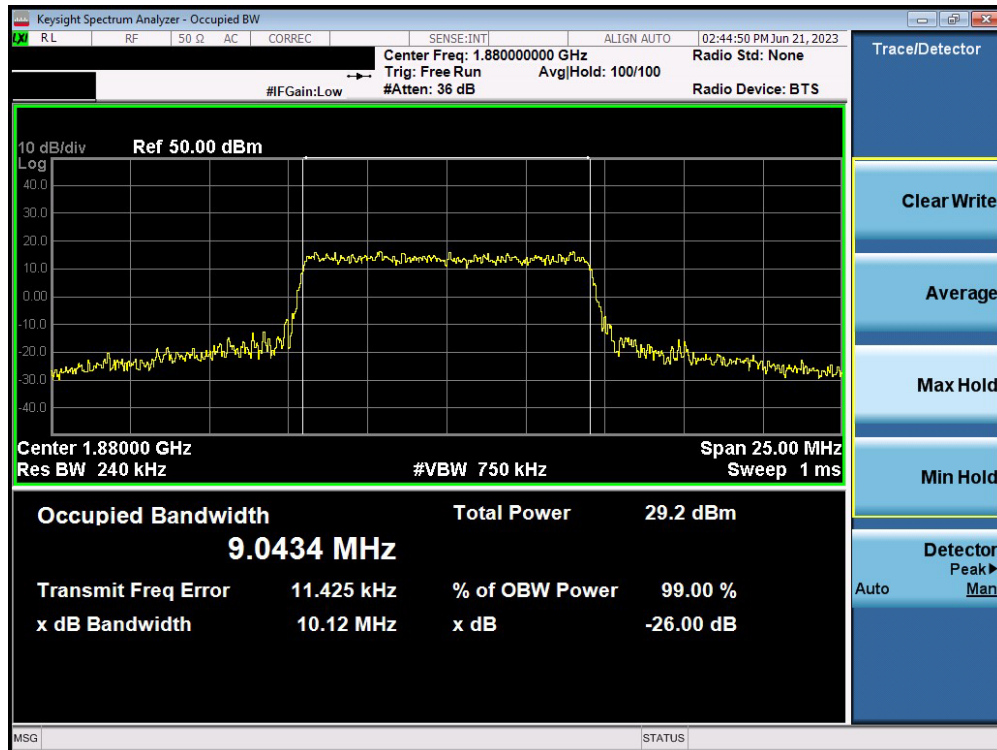 Keysight Spectrum Analyzer - Occupied BW
LXI RL RF 50 Ω AC CORREC SENSE:INT ALIGN AUTO 02:44:50 PM Jun 21, 2023
Center Freq: 1.880000000 GHz Radio Std: None
Trig: Free Run Avg|Hold: 100/100
#IFGain:Low #Atten: 36 dB Radio Device: BTS
10 dB/div Ref 50.00 dBm
Log
40.0
30.0
20.0
10.0
0.00
-10.0
-20.0
-30.0
-40.0
Center 1.88000 GHz Span 25.00 MHz
Res BW 240 kHz #VBW 750 kHz Sweep 1 ms
Occupied Bandwidth Total Power 29.2 dBm
9.0434 MHz
Transmit Freq Error 11.425 kHz % of OBW Power 99.00 %
x dB Bandwidth 10.12 MHz x dB -26.00 dB
MSG STATUS
Trace/Detector
Clear Write
Average
Max Hold
Min Hold
Detector
Peak▶
Auto Man